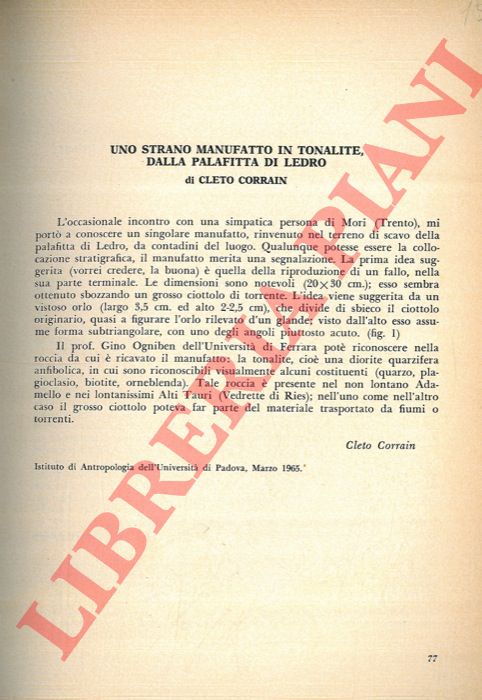 UNO STRANO MANUFATTO IN TONALITE,
DALLA PALAFITTA DI LEDRO
di CLETO CORRAIN
L'occasionale incontro con una simpatica persona di Mori (Trento), mi
portò a conoscere un singolare manufatto, rinvenuto nel terreno di scavo della
palafitta di Ledro, da contadini del luogo. Qualunque potesse essere la collo-
cazione stratigrafica, il manufatto merita una segnalazione. La prima idea sug-
gerita (vorrei credere, la buona) è quella della riproduzione di un fallo, nella
sua parte terminale. Le dimensioni sono notevoli (20×30 cm.); esso sembra
ottenuto sbozzando un grosso ciottolo di torrente. L'idea viene suggerita da un
vistoso orlo (largo 3,5 cm. ed alto 2-2,5 cm), che divide di sbieco il ciottolo
originario, quasi a figurare l'orlo rilevato d'un glande; visto dall'alto esso assu-
me forma subtriangolare, con uno degli angoli piuttosto acuto. (fig. 1)
Il prof. Gino Ogniben dell'Università di Ferrara potè riconoscere nella
roccia da cui è ricavato il manufatto, la tonalite, cioè una diorite quarzifera
anfibolica, in cui sono riconoscibili visualmente alcuni costituenti (quarzo, pla-
gioclasio, biotite, orneblenda). Tale roccia è presente nel non lontano Ada-
mello e nei lontanissimi Alti Tauri (Vedrette di Ries); nell'uno come nell'altro
caso il grosso ciottolo poteva far parte del materiale trasportato da fiumi o
torrenti.
Cleto Corrain
Istituto di Antropologia dell'Università di Padova, Marzo 1965.
77
LIBRERIA PIANI